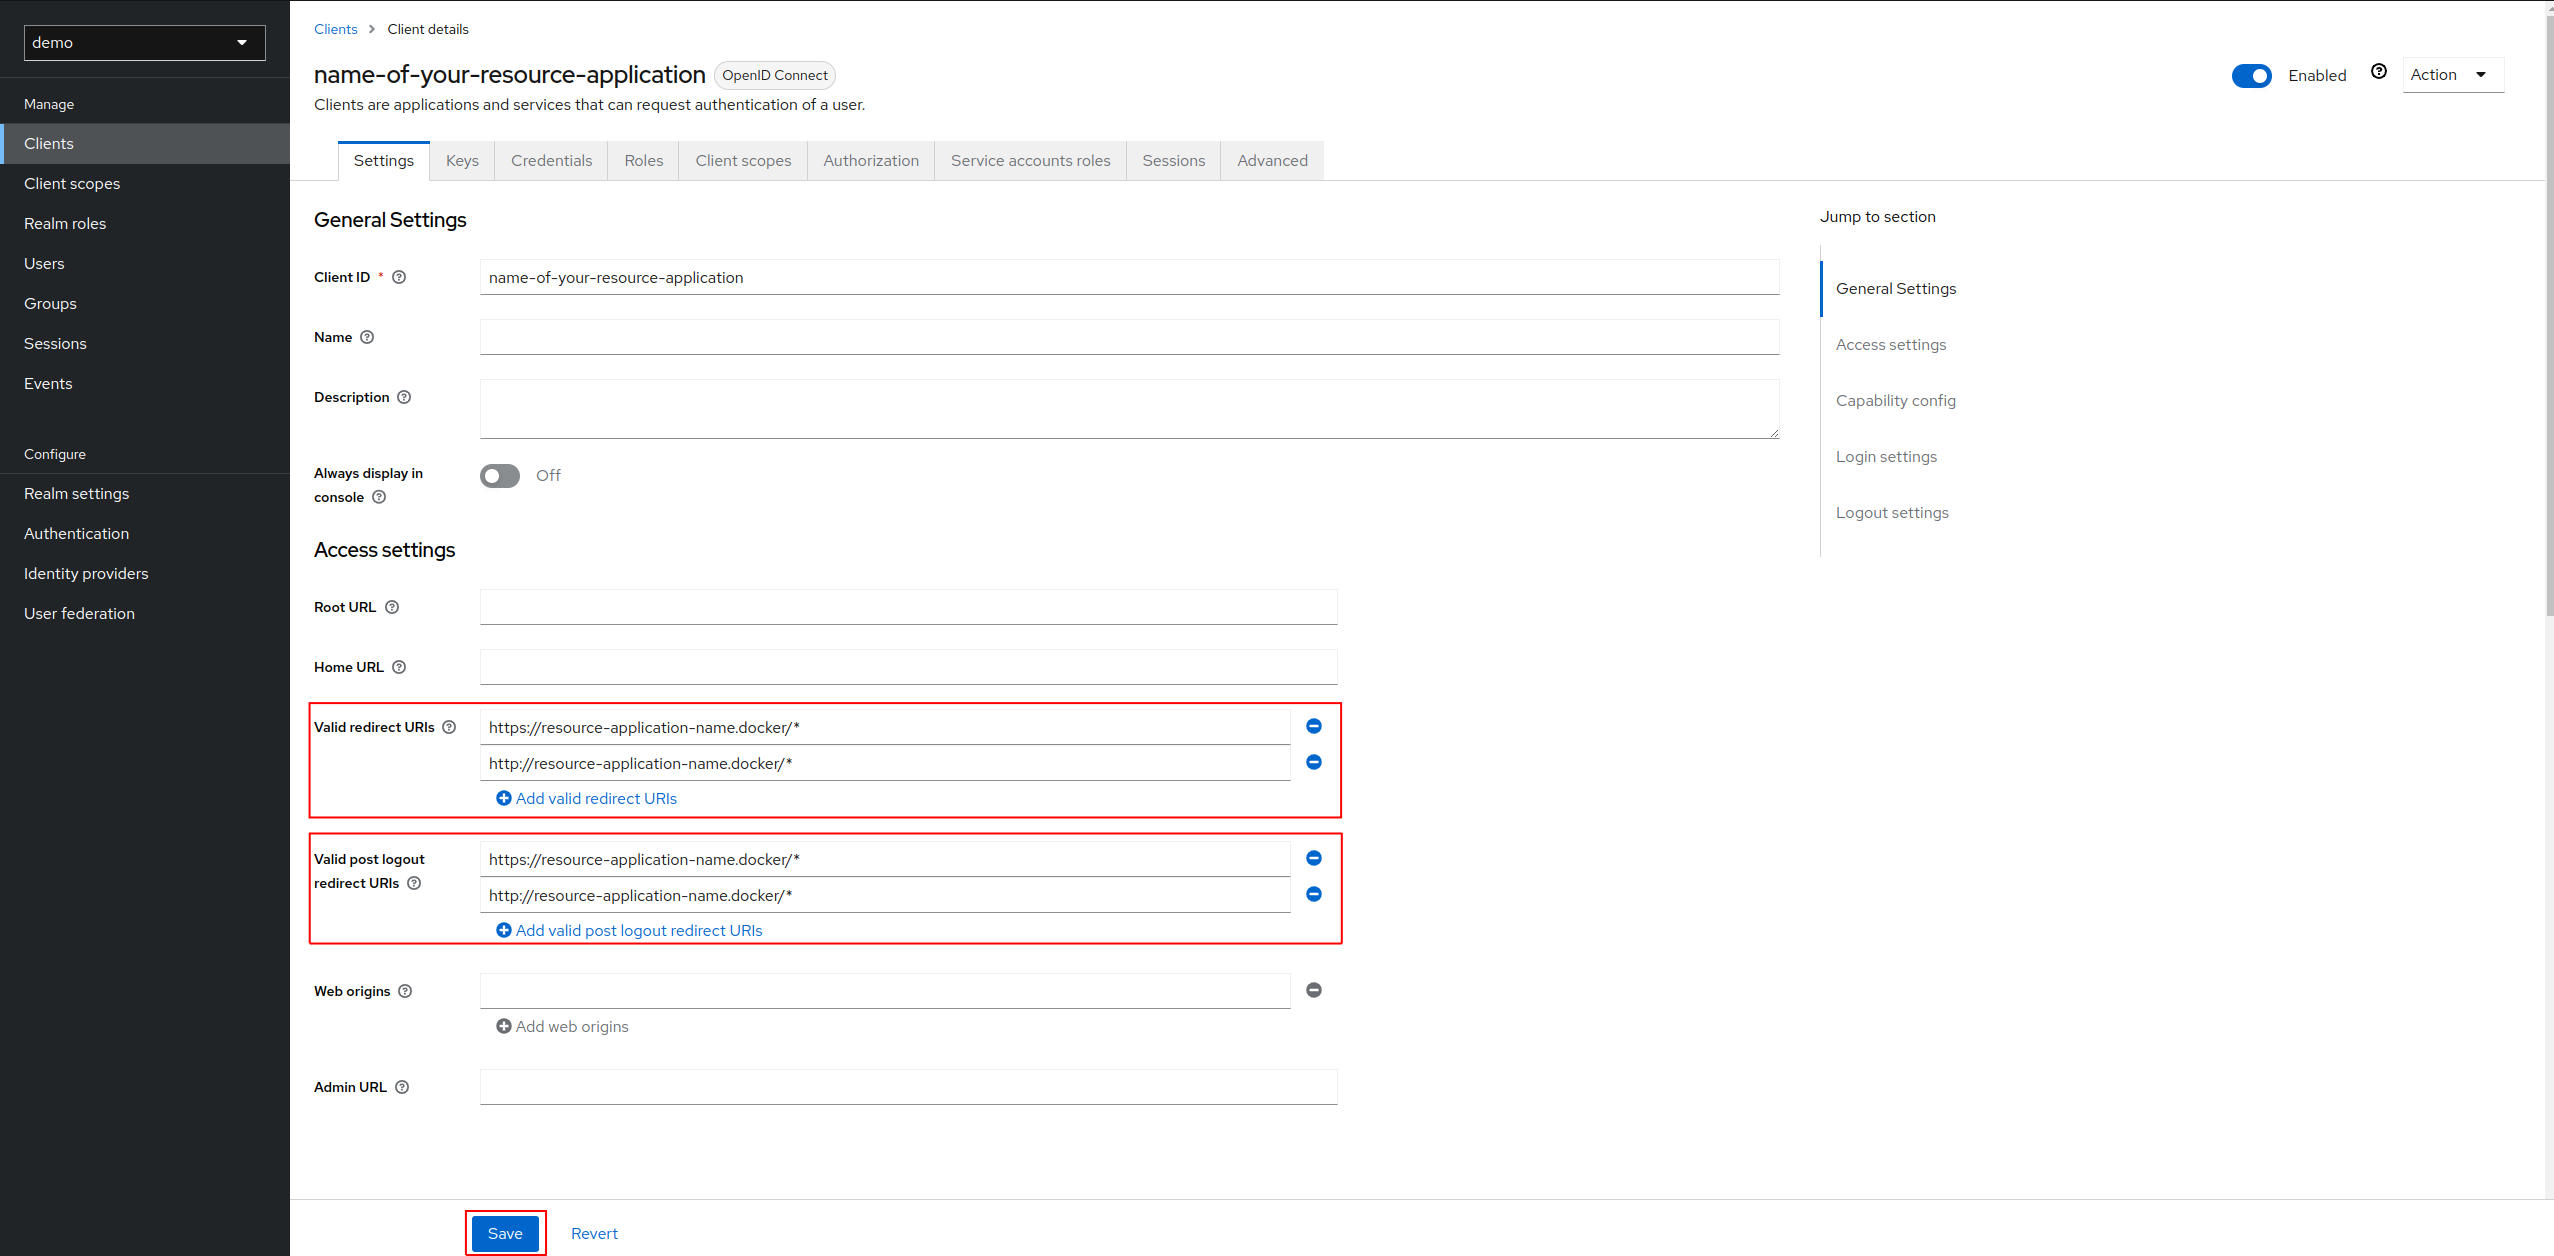 demo
Manage
Clients
Client scopes
Realm roles
Users
Groups
Sessions
Events
Configure
Realm settings
Authentication
Identity providers
User federation
Clients > Client details
name-of-your-resource-application OpenID Connect
Clients are applications and services that can request authentication of a user.
Enabled Action
Settings Keys Credentials Roles Client scopes Authorization Service accounts roles Sessions Advanced
General Settings
Client ID * name-of-your-resource-application
Name
Description
Always display in
console
Off
Access settings
Root URL
Home URL
Valid redirect URIs https://resource-application-name.docker/*
http://resource-application-name.docker/*
Add valid redirect URIs
Valid post logout
redirect URIs
https://resource-application-name.docker/*
http://resource-application-name.docker/*
Add valid post logout redirect URIs
Web origins
Add web origins
Admin URL
Save Revert
Jump to section
General Settings
Access settings
Capability config
Login settings
Logout settings